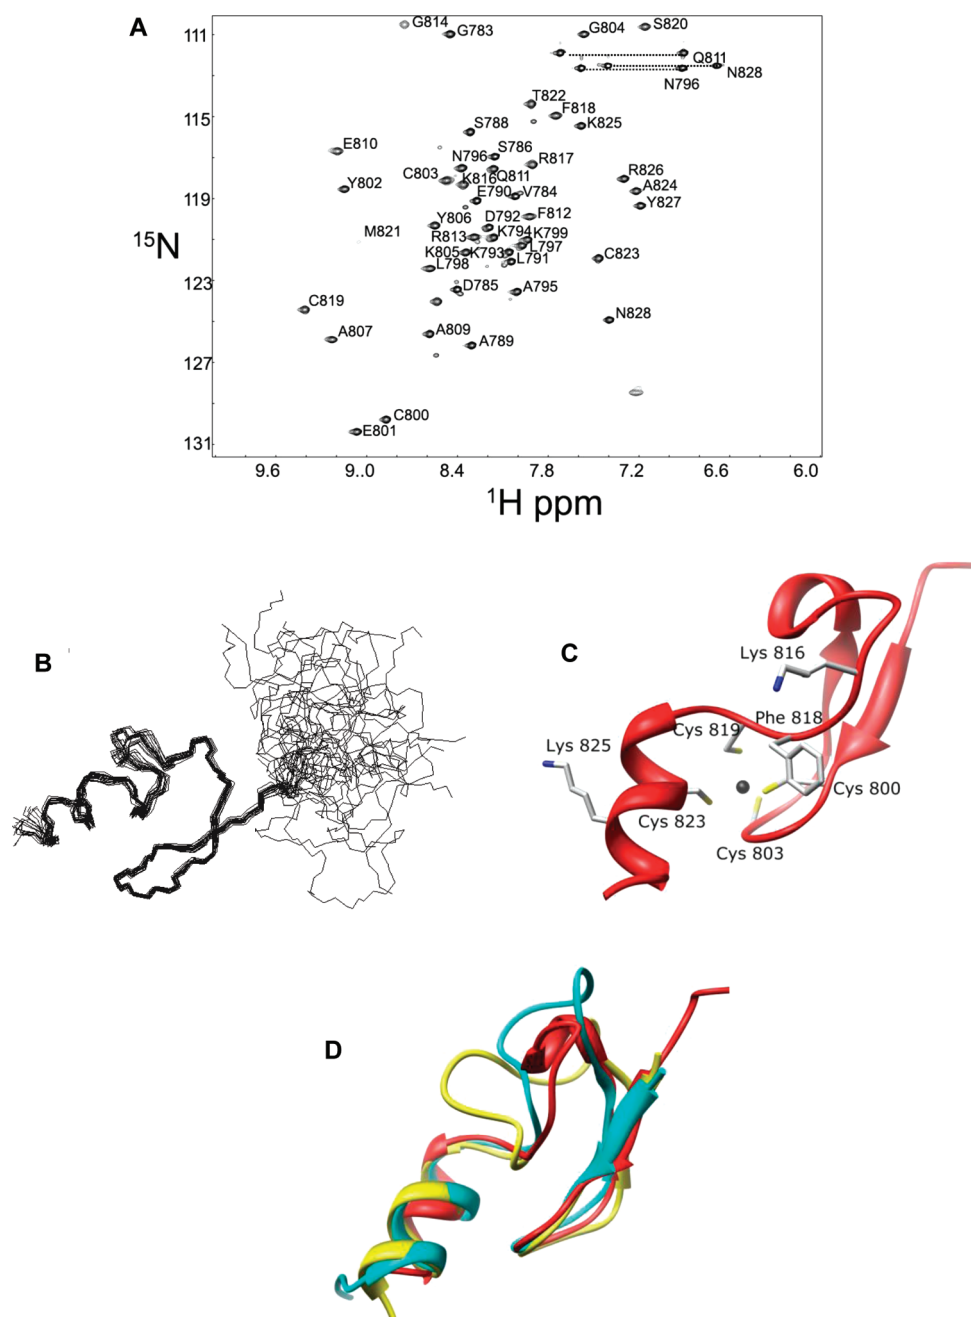 A
111
G814
G783
G804
S820
Q811
N828
N796
T822
F818
115
S788
K825
E810
S786
N796
R817
C803
K816
Q811
R826
Y802
E790
V784
A824
119
Y827
D792
F812
Y806
15N
M821
R813
K794
K799
K805
K793
L797
C823
123
L798
L791
D785
A795
C819
N828
A807
A809
A789
127
C800
E801
131
9.6
9..0
8.4
7.8
7.2
6.6
6.0
1H ppm
B
C
Lys 816
Cys 819
Phe 818
Lys 825
Cys 800
Cys 823
Cys 803
D